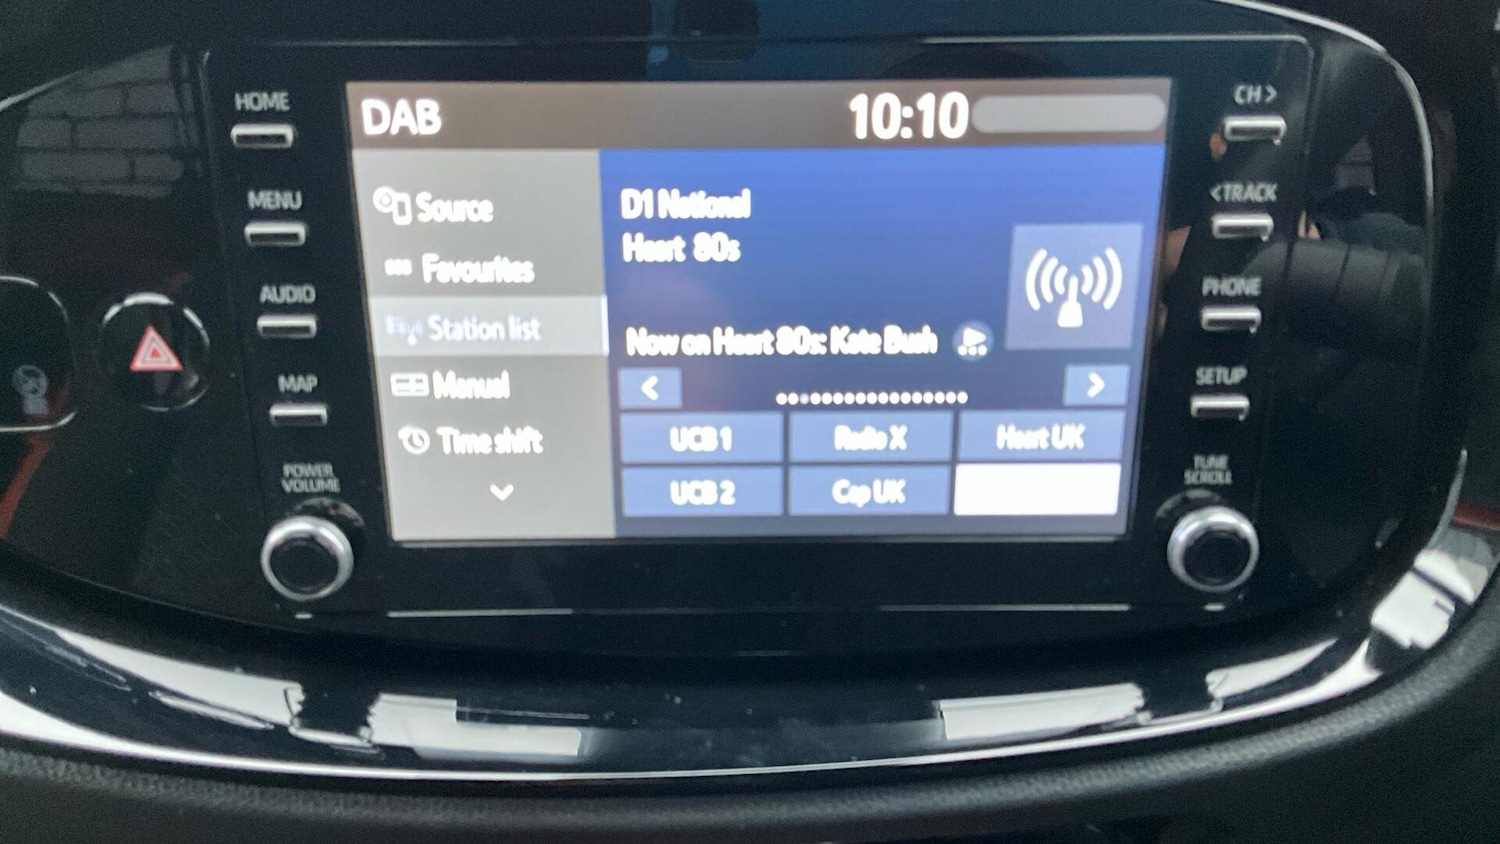 HOME
MENU
AUDIO
MAP
POWER
VOLUME
DAB
10:10
Source
Favourites
Station list
Manual
Time shift
D1 National
Heart 80s
Now on Heart 80s: Kate Bush
<
>
UCB 1
Radio X
Heart UK
UCB 2
Cap UK
CH >
< TRACK
PHONE
SETUP
TUNE
SCROLL